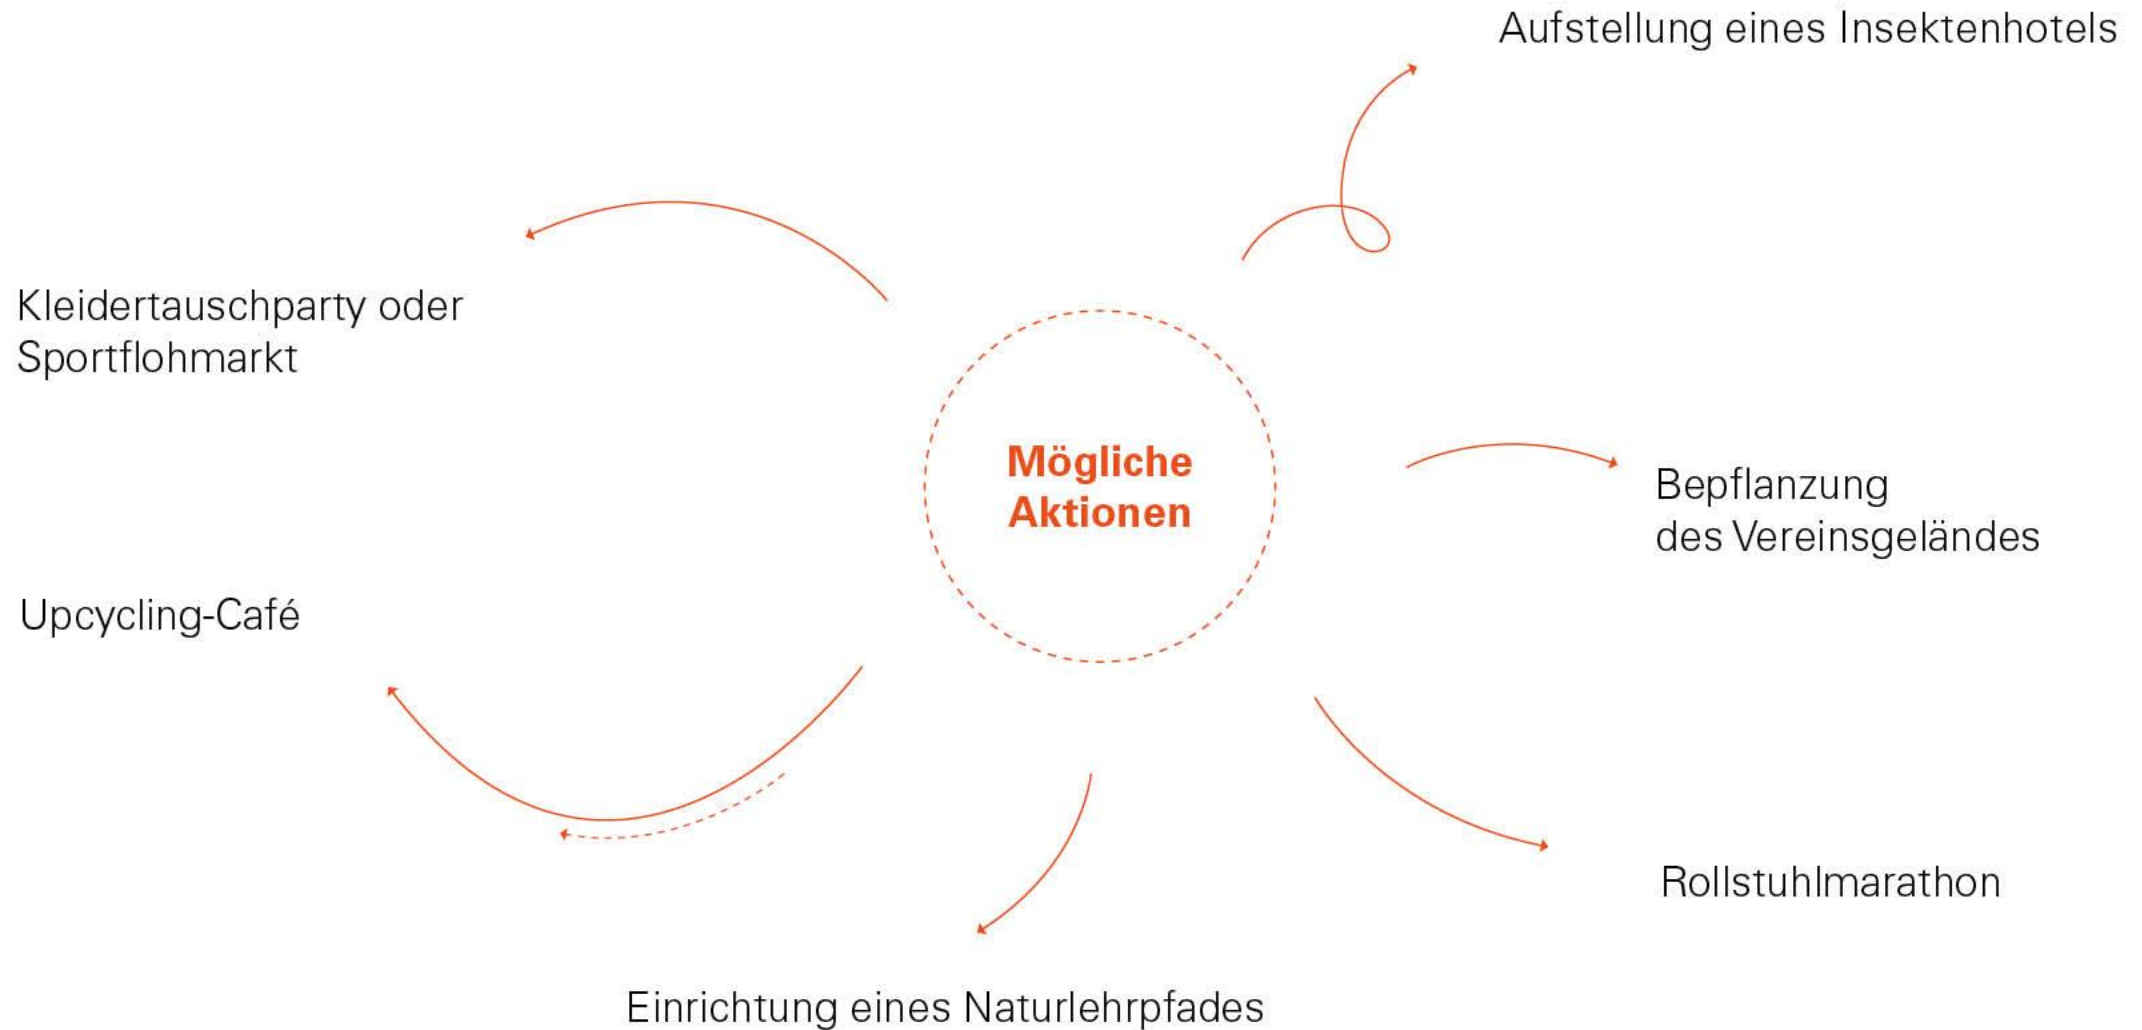 Aufstellung eines Insektenhotels
Kleidertauschparty oder
Sportflohmarkt
Mögliche
Aktionen
Bepflanzung
des Vereinsgeländes
Upcycling-Café
Rollstuhlmarathon
Einrichtung eines Naturlehrpfades